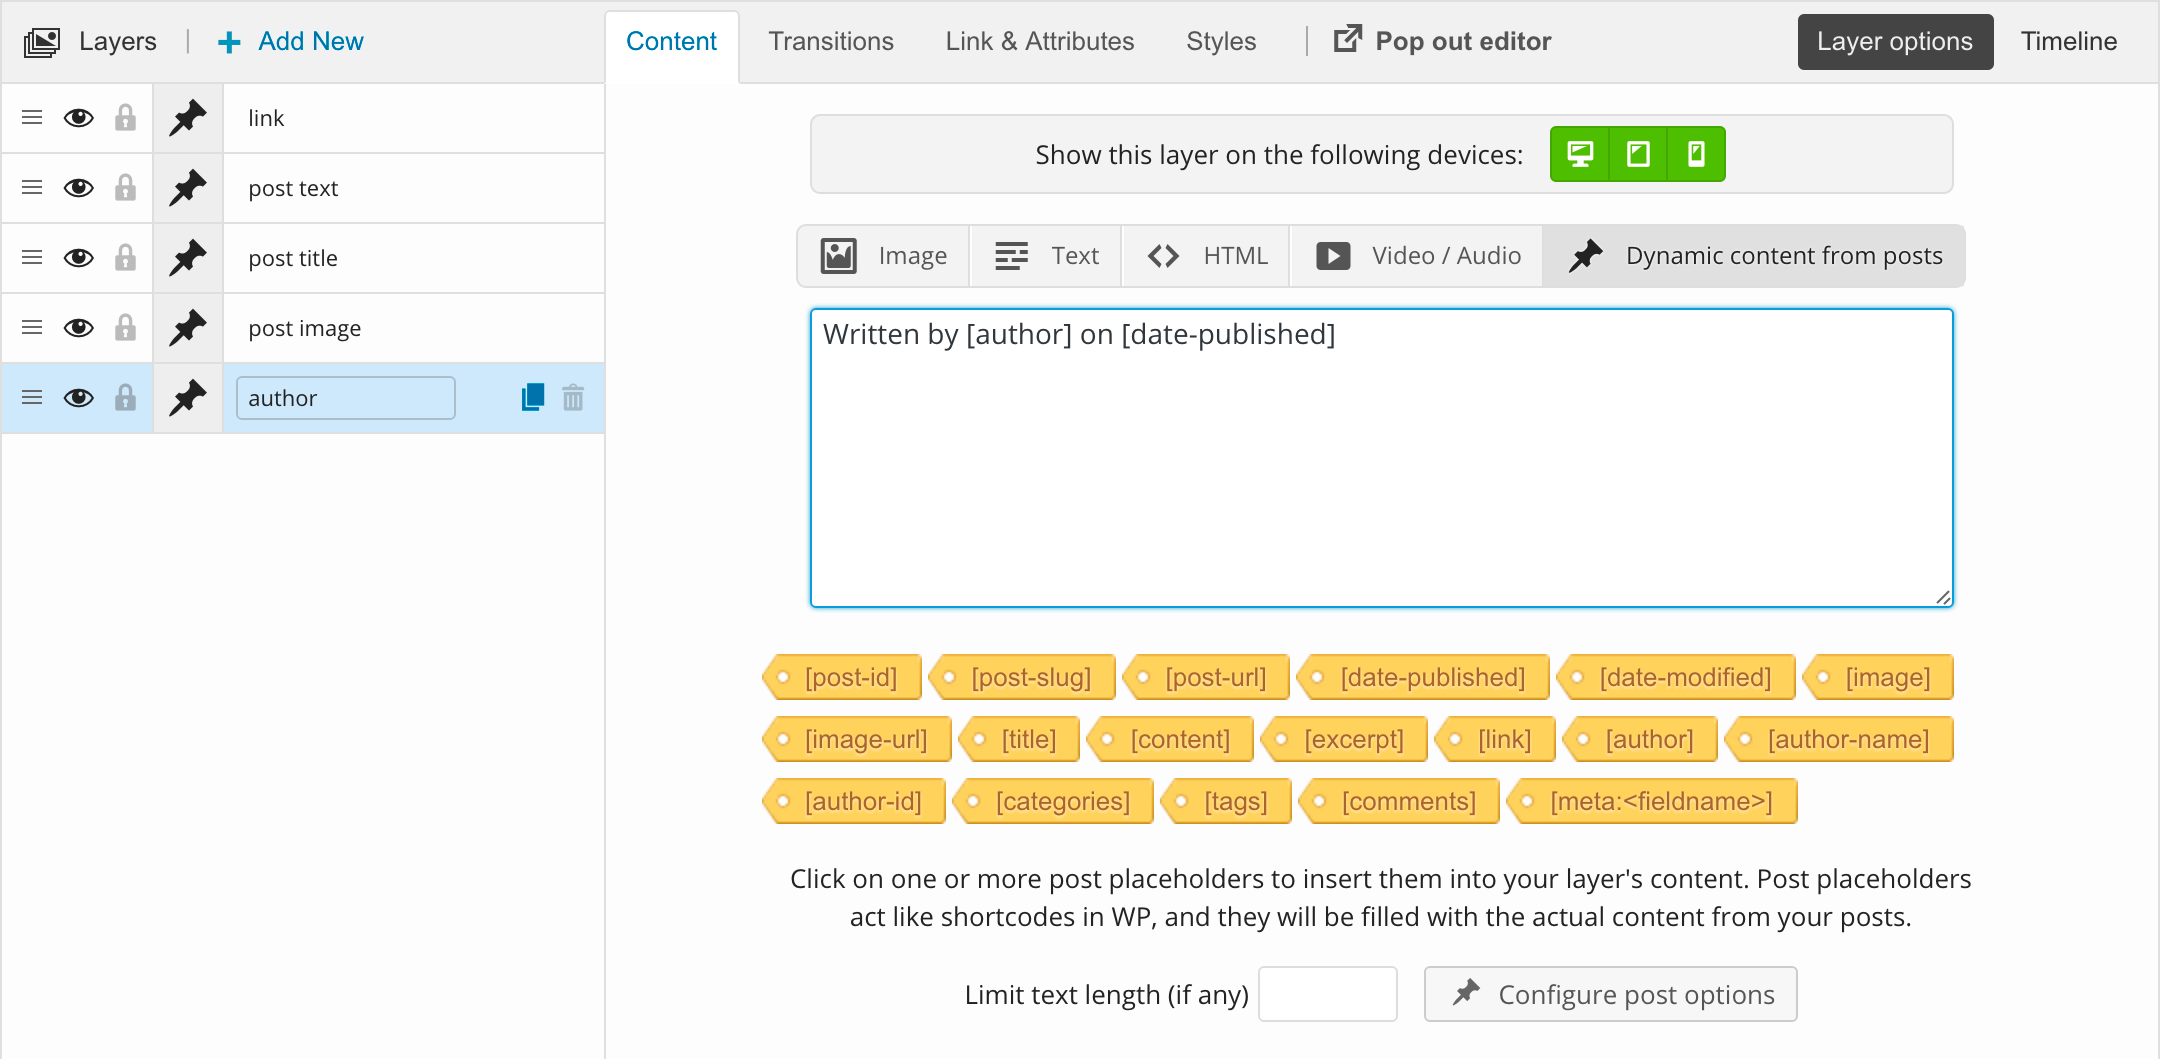 Layers | + Add New
Content Transitions Link & Attributes Styles | Pop out editor Layer options Timeline
link
post text
post title
post image
author
Show this layer on the following devices:
Image Text HTML Video / Audio Dynamic content from posts
Written by [author] on [date-published]
[post-id] [post-slug] [post-url] [date-published] [date-modified] [image]
[image-url] [title] [content] [excerpt] [link] [author] [author-name]
[author-id] [categories] [tags] [comments] [meta:<fieldname>]
Click on one or more post placeholders to insert them into your layer's content. Post placeholders
act like shortcodes in WP, and they will be filled with the actual content from your posts.
Limit text length (if any) Configure post options